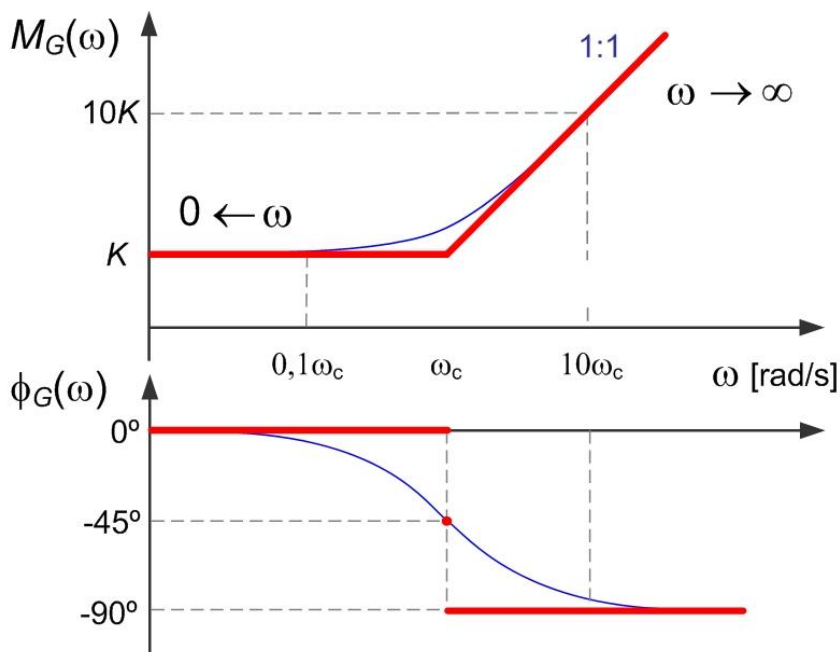 M_G(ω)
1:1
10K
ω → ∞
0 ← ω
K
0,1ω_c
ω_c
10ω_c
ω [rad/s]
ϕ_G(ω)
0º
-45º
-90º